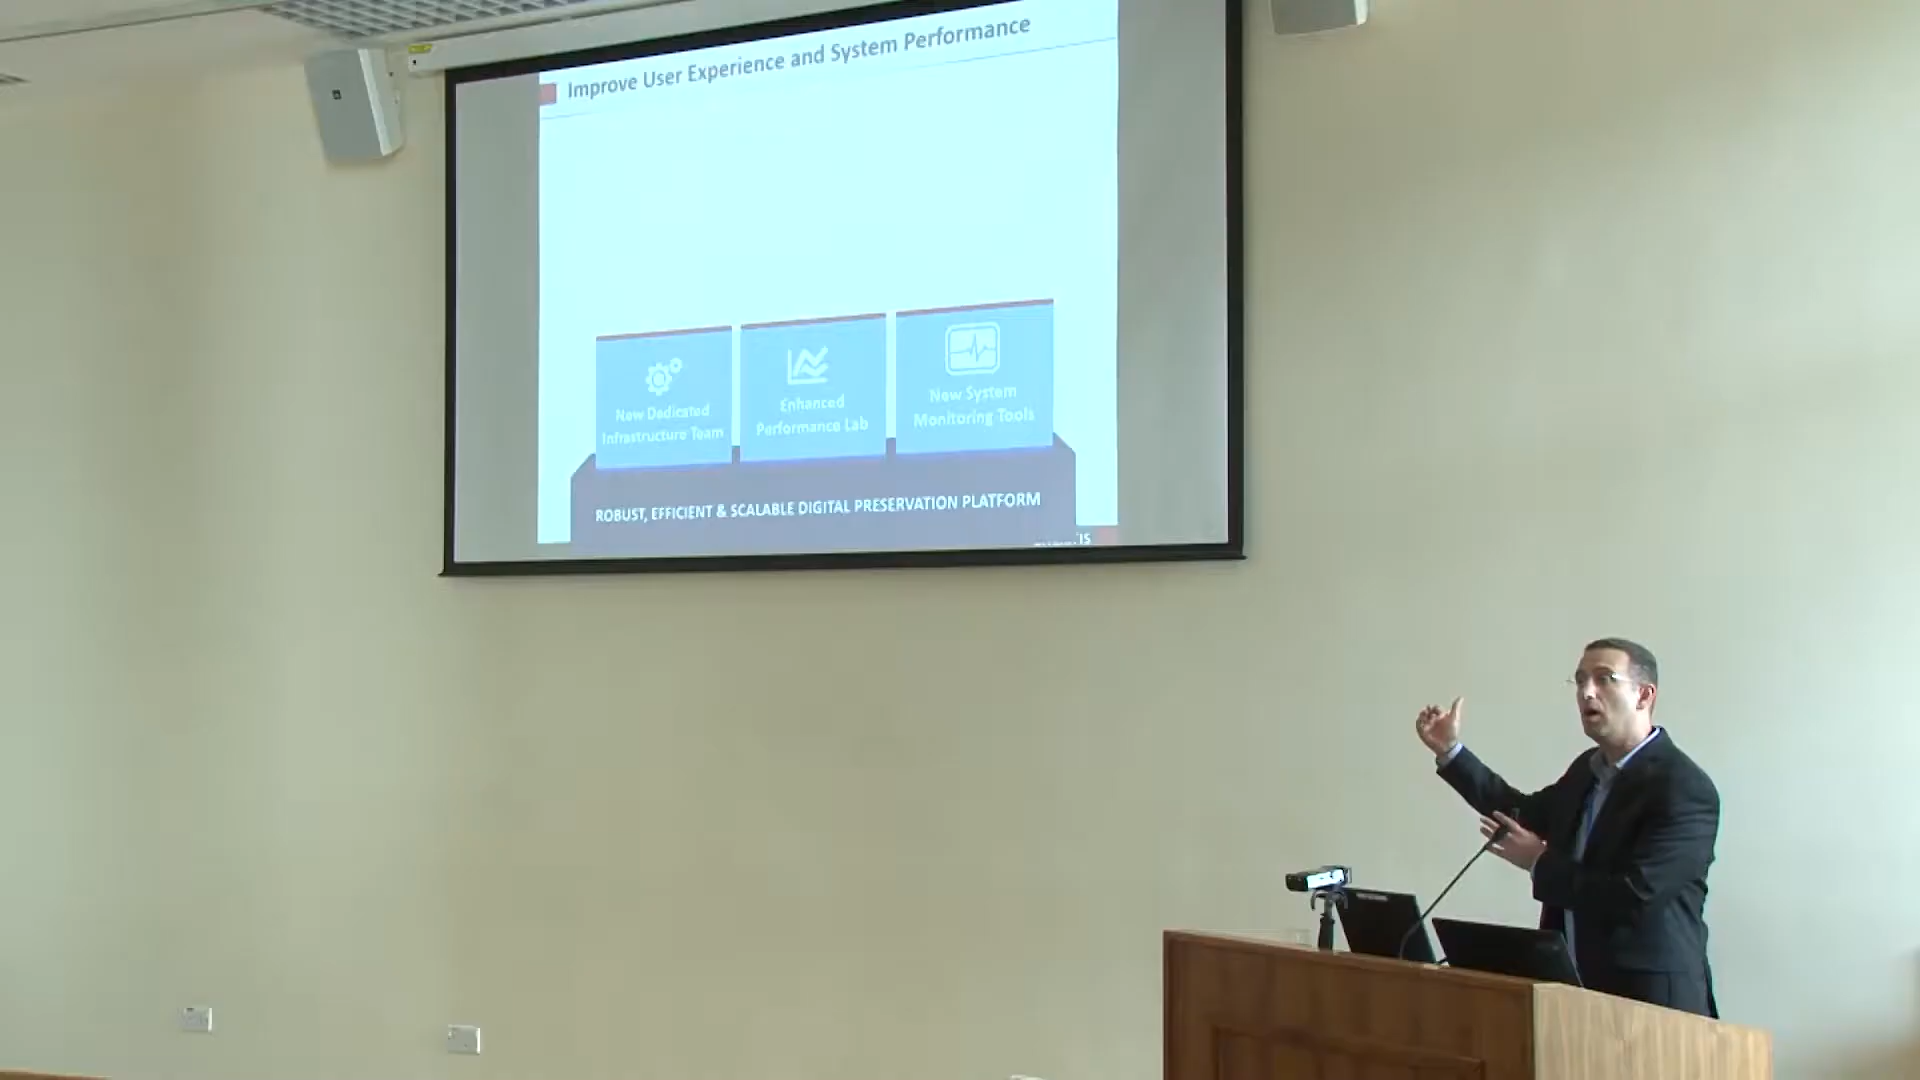 Improve User Experience and System Performance
New Dedicated
Infrastructure Team
Enhanced
Performance Lab
New System
Monitoring Tools
ROBUST, EFFICIENT & SCALABLE DIGITAL PRESERVATION PLATFORM